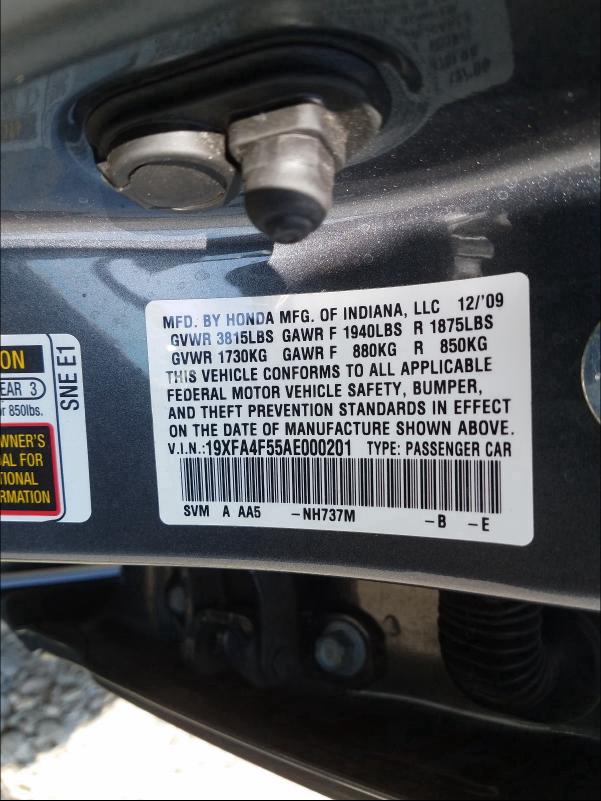 MFD. BY HONDA MFG. OF INDIANA, LLC 12/'09
GVWR 3815LBS GAWR F 1940LBS R 1875LBS
GVWR 1730KG GAWR F 880KG R 850KG
THIS VEHICLE CONFORMS TO ALL APPLICABLE
FEDERAL MOTOR VEHICLE SAFETY, BUMPER,
AND THEFT PREVENTION STANDARDS IN EFFECT
ON THE DATE OF MANUFACTURE SHOWN ABOVE.
V.I.N.:19XFA4F55AE000201 TYPE: PASSENGER CAR
SVM A AA5 -NH737M -B -E
ON
EAR 3
or 850lbs.
SNE E1
WNER'S
AL FOR
TIONAL
RMATION